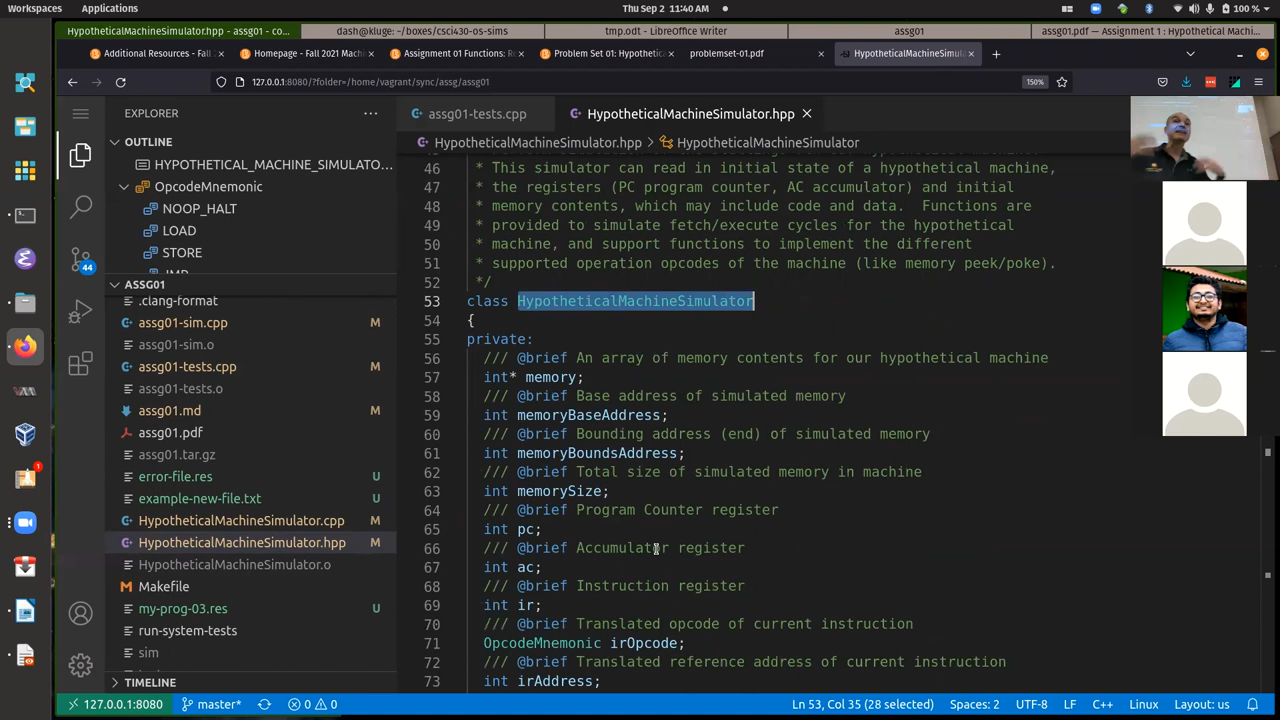 Workspaces Applications Thu Sep 2 11:40 AM 100 %
HypotheticalMachineSimulator.hpp - assg01 - co... dash@kluge: ~/boxes/csci430-os-sims tmp.odt - LibreOffice Writer assg01 assg01.pdf — Assignment 1 : Hypothetical Machi...
Additional Resources - Fall Homepage - Fall 2021 Machi Assignment 01 Functions: Re Problem Set 01: Hypothetic problemset-01.pdf HypotheticalMachineSimula
127.0.0.1:8080/?folder=/home/vagrant/sync/assg/assg01 150%
EXPLORER
assg01-tests.cpp HypotheticalMachineSimulator.hpp
OUTLINE
HypotheticalMachineSimulator.hpp > HypotheticalMachineSimulator
HYPOTHETICAL_MACHINE_SIMULATO...
OpcodeMnemonic
NOOP_HALT
LOAD
STORE
JMP
44
ASSG01
.clang-format
assg01-sim.cpp M
assg01-sim.o
assg01-tests.cpp M
assg01-tests.o
assg01.md M
assg01.pdf
assg01.tar.gz
error-file.res U
example-new-file.txt U
HypotheticalMachineSimulator.cpp M
HypotheticalMachineSimulator.hpp M
HypotheticalMachineSimulator.o
Makefile
my-prog-03.res U
run-system-tests
sim
TIMELINE
46 * This simulator can read in initial state of a hypothetical machine,
47 * the registers (PC program counter, AC accumulator) and initial
48 * memory contents, which may include code and data. Functions are
49 * provided to simulate fetch/execute cycles for the hypothetical
50 * machine, and support functions to implement the different
51 * supported operation opcodes of the machine (like memory peek/poke).
52 */
53 class HypotheticalMachineSimulator
54 {
55 private:
56 /// @brief An array of memory contents for our hypothetical machine
57 int* memory;
58 /// @brief Base address of simulated memory
59 int memoryBaseAddress;
60 /// @brief Bounding address (end) of simulated memory
61 int memoryBoundsAddress;
62 /// @brief Total size of simulated memory in machine
63 int memorySize;
64 /// @brief Program Counter register
65 int pc;
66 /// @brief Accumulator register
67 int ac;
68 /// @brief Instruction register
69 int ir;
70 /// @brief Translated opcode of current instruction
71 OpcodeMnemonic irOpcode;
72 /// @brief Translated reference address of current instruction
73 int irAddress;
1
127.0.0.1:8080 master* 0 0 Ln 53, Col 35 (28 selected) Spaces: 2 UTF-8 LF C++ Linux Layout: us